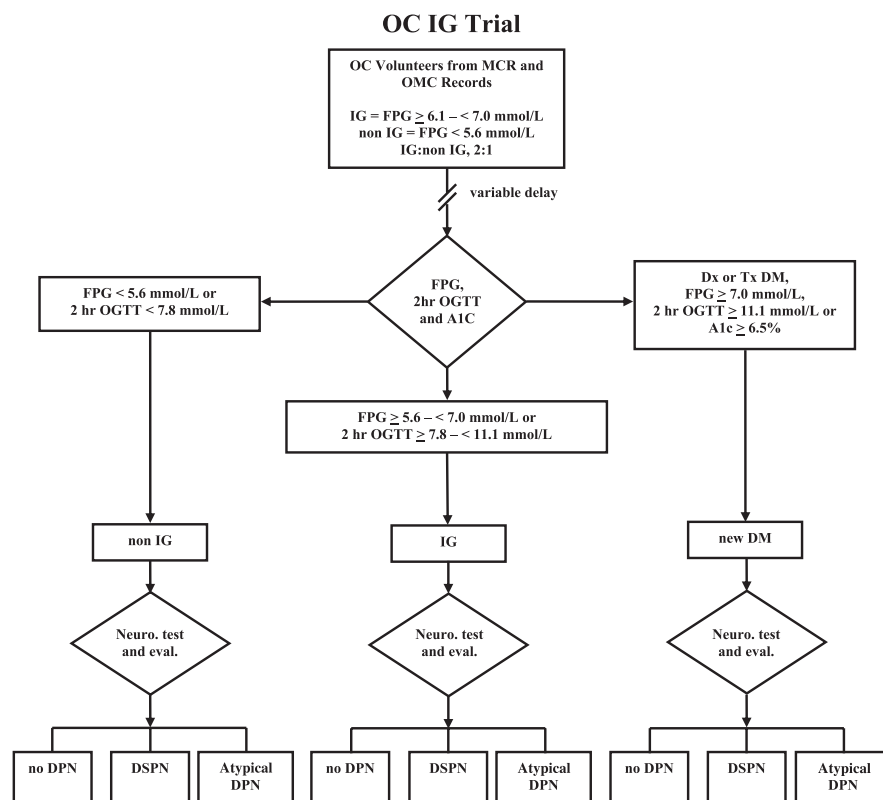 OC IG Trial
OC Volunteers from MCR and
OMC Records
IG = FPG ≥ 6.1 – < 7.0 mmol/L
non IG = FPG < 5.6 mmol/L
IG:non IG, 2:1
variable delay
FPG < 5.6 mmol/L or
2 hr OGTT < 7.8 mmol/L
FPG,
2hr OGTT
and A1C
Dx or Tx DM,
FPG ≥ 7.0 mmol/L,
2 hr OGTT ≥ 11.1 mmol/L or
A1c ≥ 6.5%
FPG ≥ 5.6 – < 7.0 mmol/L or
2 hr OGTT ≥ 7.8 – < 11.1 mmol/L
non IG
IG
new DM
Neuro. test
and eval.
Neuro. test
and eval.
Neuro. test
and eval.
no DPN
DSPN
Atypical
DPN
no DPN
DSPN
Atypical
DPN
no DPN
DSPN
Atypical
DPN